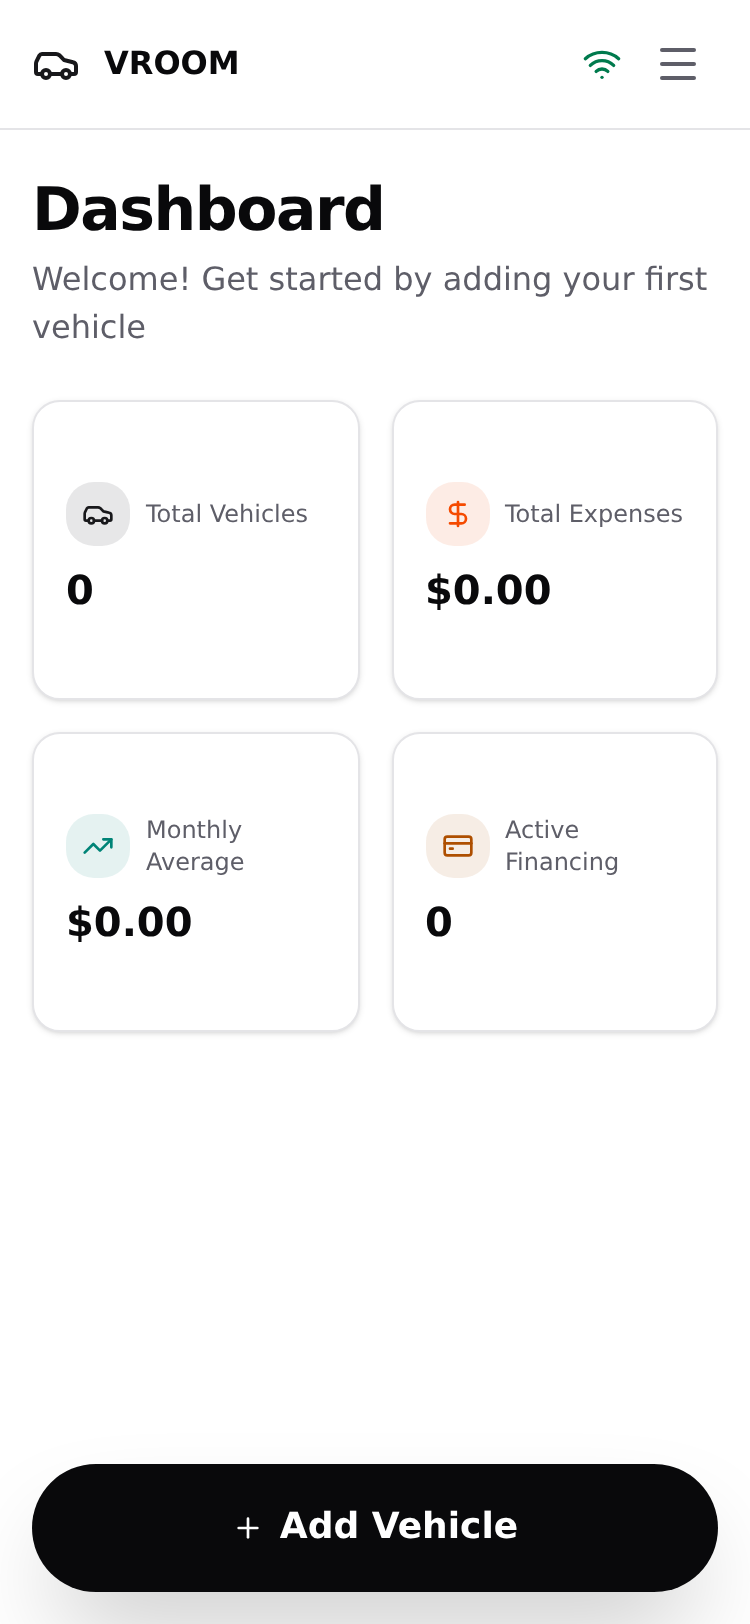 VROOM
Dashboard
Welcome! Get started by adding your first
vehicle
Total Vehicles
0
Total Expenses
$0.00
Monthly
Average
$0.00
Active
Financing
0
+ Add Vehicle